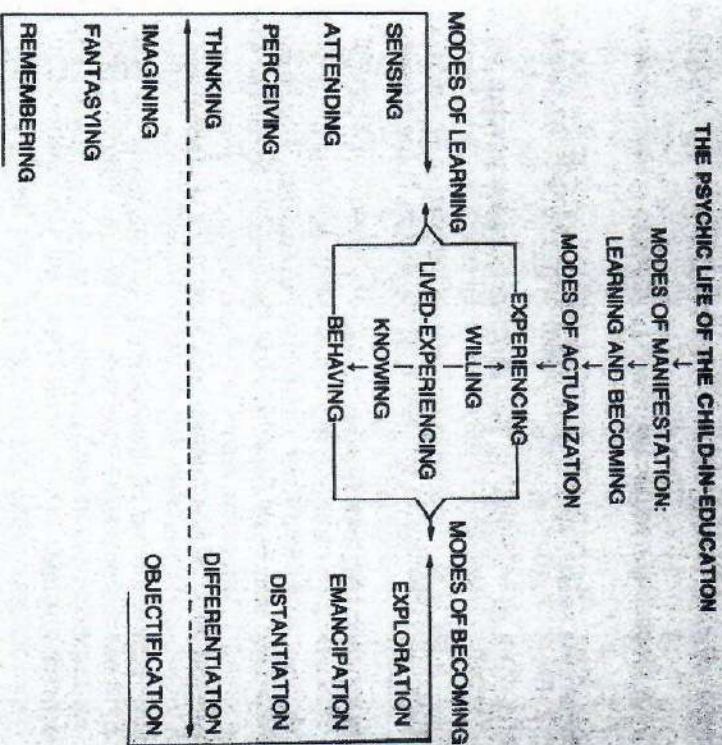 THE PSYCHIC LIFE OF THE CHILD-IN-EDUCATION
MODES OF MANIFESTATION:
LEARNING AND BECOMING
MODES OF ACTUALIZATION
EXPERIENCING
WILLING
LIVED-EXPERIENCING
KNOWING
BEHAVING
MODES OF LEARNING
SENSING
ATTENDING
PERCEIVING
THINKING
IMAGINING
FANTASYING
REMEMBERING
MODES OF BECOMING
EXPLORATION
EMANCIPATION
DISTANTIATION
DIFFERENTIATION
OBJECTIFICATION